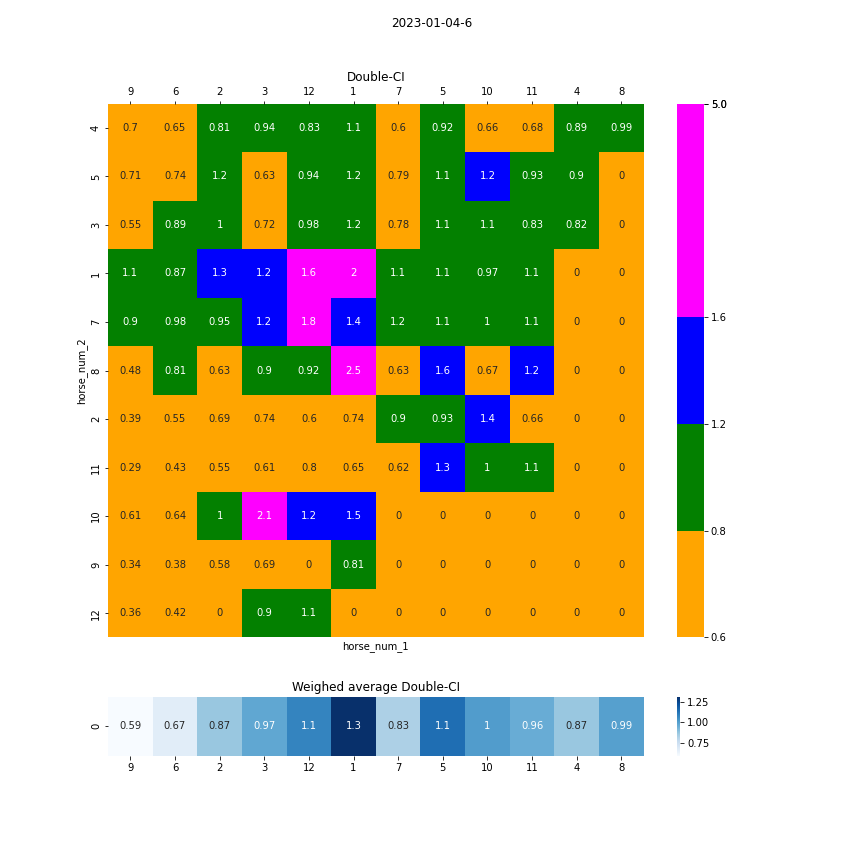 2023-01-04-6
Double-CI
9 6 2 3 12 1 7 5 10 11 4 8
4 0.7 0.65 0.81 0.94 0.83 1.1 0.6 0.92 0.66 0.68 0.89 0.99
5 0.71 0.74 1.2 0.63 0.94 1.2 0.79 1.1 1.2 0.93 0.9 0
3 0.55 0.89 1 0.72 0.98 1.2 0.78 1.1 1.1 0.83 0.82 0
1 1.1 0.87 1.3 1.2 1.6 2 1.1 1.1 0.97 1.1 0 0
7 0.9 0.98 0.95 1.2 1.8 1.4 1.2 1.1 1 1.1 0 0
8 0.48 0.81 0.63 0.9 0.92 2.5 0.63 1.6 0.67 1.2 0 0
2 0.39 0.55 0.69 0.74 0.6 0.74 0.9 0.93 1.4 0.66 0 0
11 0.29 0.43 0.55 0.61 0.8 0.65 0.62 1.3 1 1.1 0 0
10 0.61 0.64 1 2.1 1.2 1.5 0 0 0 0 0 0
9 0.34 0.38 0.58 0.69 0 0.81 0 0 0 0 0 0
12 0.36 0.42 0 0.9 1.1 0 0 0 0 0 0 0
horse_num_2
horse_num_1
5.0
1.6
1.2
0.8
0.6
Weighed average Double-CI
0 0.59 0.67 0.87 0.97 1.1 1.3 0.83 1.1 1 0.96 0.87 0.99
9 6 2 3 12 1 7 5 10 11 4 8
1.25
1.00
0.75